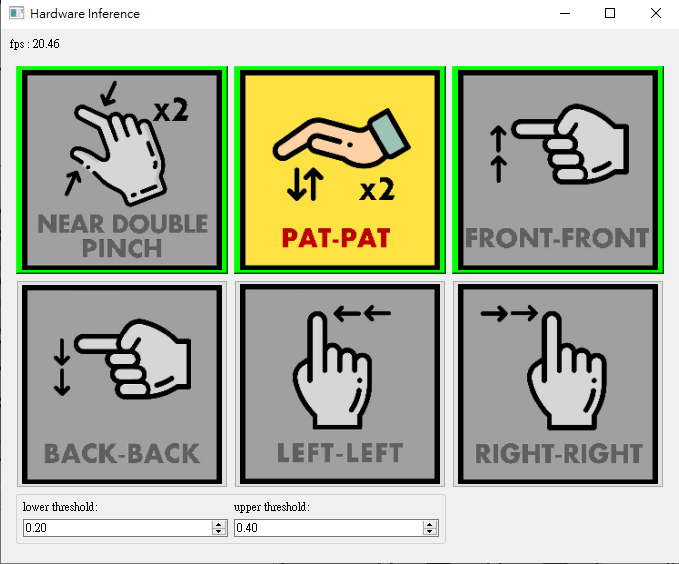 Hardware Inference
fps : 20.46
x2
NEAR DOUBLE
PINCH
x2
PAT-PAT
FRONT-FRONT
BACK-BACK
LEFT-LEFT
RIGHT-RIGHT
lower threshold:
upper threshold:
0.20
0.40